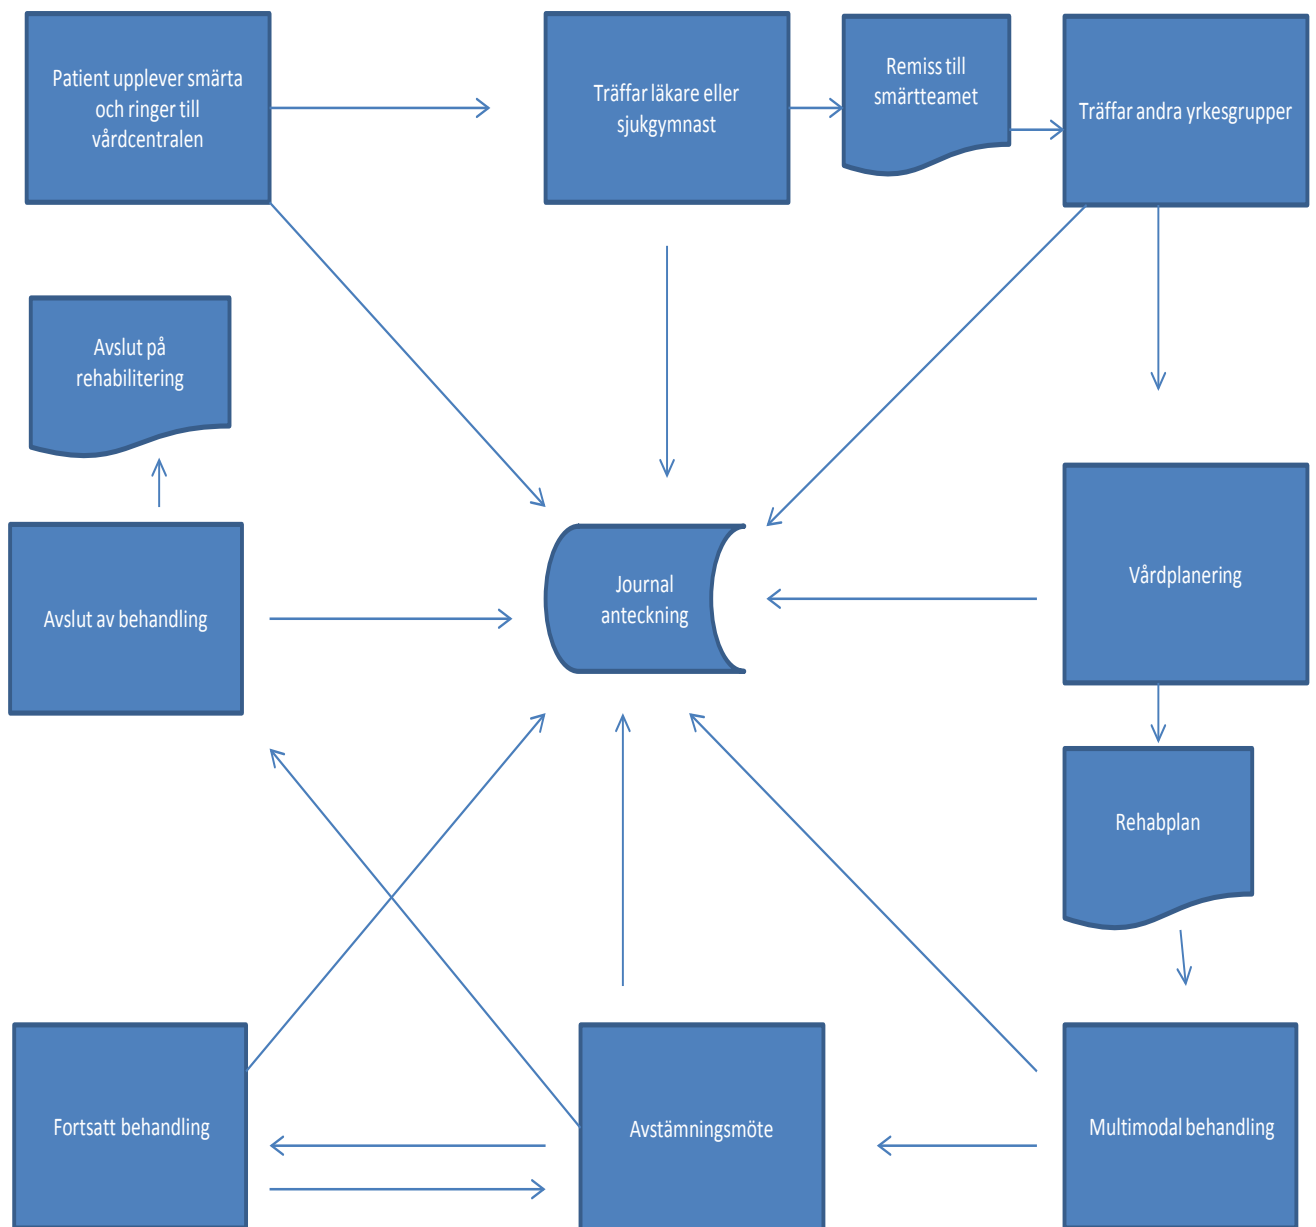 Patient upplever smärta
och ringer till
vårdcentralen
Träffar läkare eller
sjukgymnast
Remiss till
smärtteamet
Träffar andra yrkesgrupper
Avslut på
rehabilitering
Avslut av behandling
Journal
anteckning
Vårdplanering
Rehabplan
Fortsatt behandling
Avstämningsmöte
Multimodal behandling